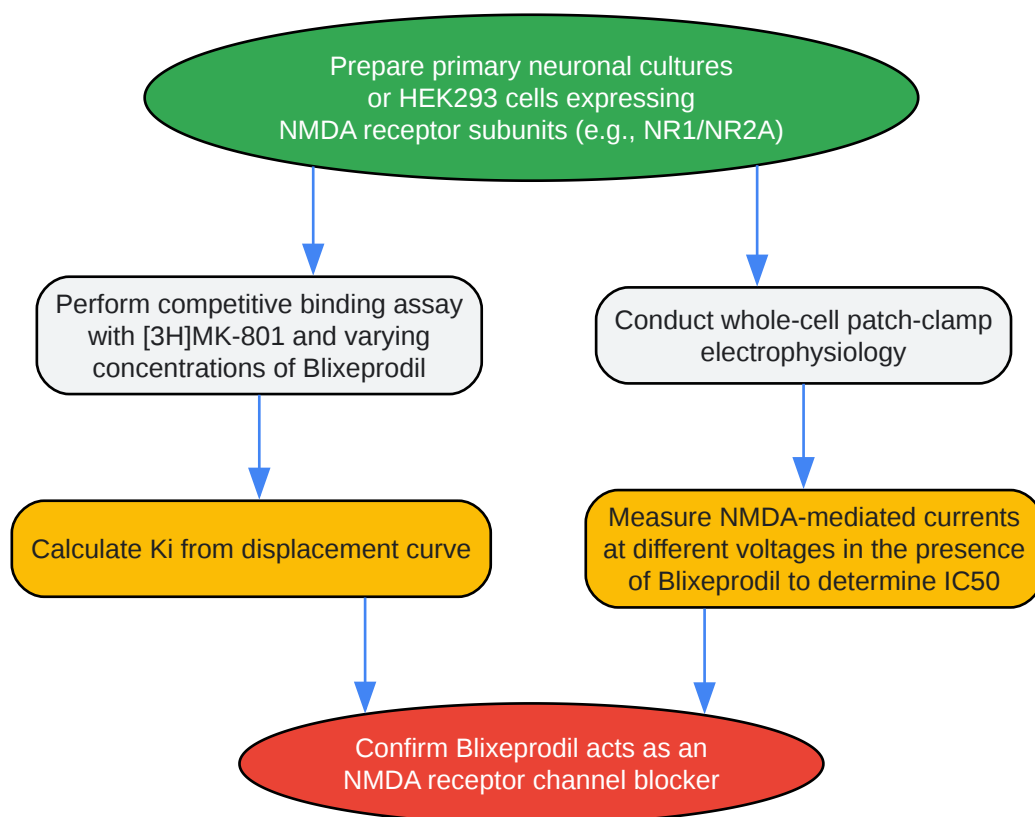 Prepare primary neuronal cultures
or HEK293 cells expressing
NMDA receptor subunits (e.g., NR1/NR2A)
Perform competitive binding assay
with [3H]MK-801 and varying
concentrations of Blixeprodil
Conduct whole-cell patch-clamp
electrophysiology
Calculate Ki from displacement curve
Measure NMDA-mediated currents
at different voltages in the presence
of Blixeprodil to determine IC50
Confirm Blixeprodil acts as an
NMDA receptor channel blocker